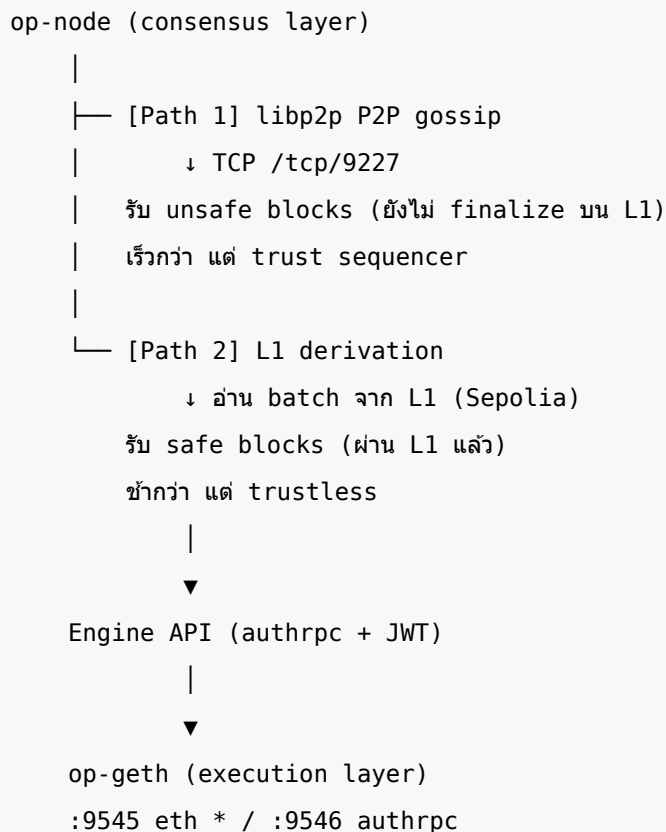 op-node (consensus layer)
│
├── [Path 1] libp2p P2P gossip
│ ↓ TCP /tcp/9227
│ รับ unsafe blocks (ยังไม่ finalize บน L1)
│ เร็วกว่า แต่ trust sequencer
│
└── [Path 2] L1 derivation
↓ อ่าน batch จาก L1 (Sepolia)
รับ safe blocks (ผ่าน L1 แล้ว)
ช้ากว่า แต่ trustless
│
▼
Engine API (authrpc + JWT)
│
▼
op-geth (execution layer)
:9545 eth_* / :9546 authrpc